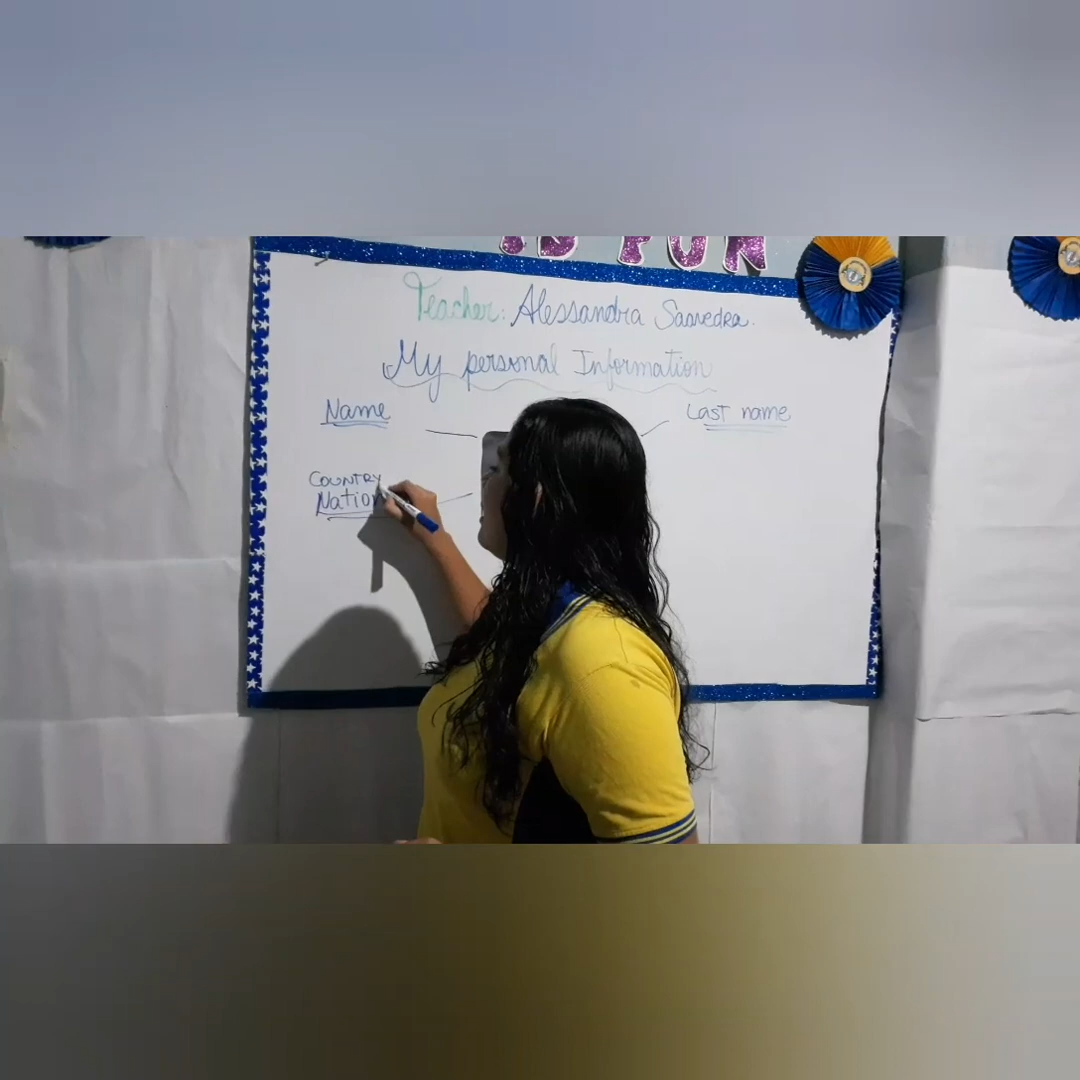 IS FUN
Teacher: Alessandra Saavedra.
My personal Information
Name
Last name
COUNTRY
Nation